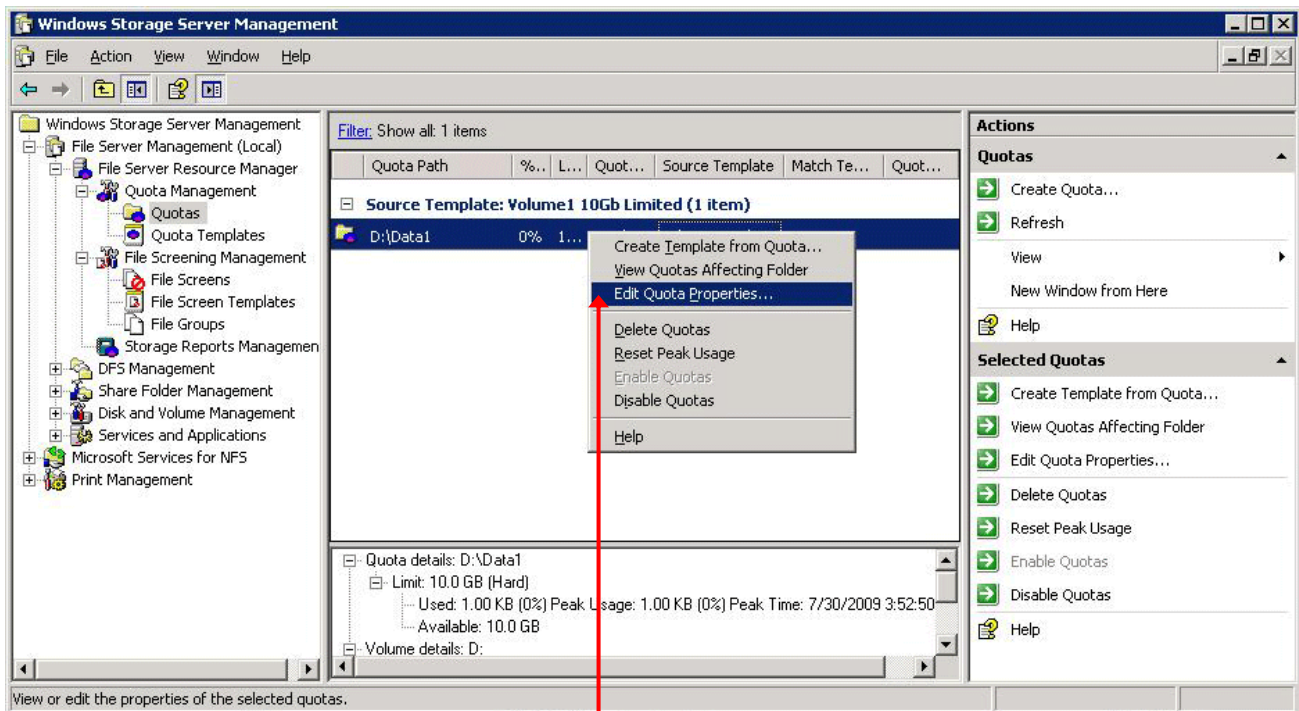 Windows Storage Server Management
File Action View Window Help
Windows Storage Server Management
File Server Management (Local)
File Server Resource Manager
Quota Management
Quotas
Quota Templates
File Screening Management
File Screens
File Screen Templates
File Groups
Storage Reports Managemen
DFS Management
Share Folder Management
Disk and Volume Management
Services and Applications
Microsoft Services for NFS
Print Management
Filter: Show all: 1 items
Quota Path %.. L... Quot... Source Template Match Te... Quot...
Source Template: Volume1 10Gb Limited (1 item)
D:\Data1 0% 1...
Create Template from Quota...
View Quotas Affecting Folder
Edit Quota Properties...
Delete Quotas
Reset Peak Usage
Enable Quotas
Disable Quotas
Help
Quota details: D:\Data1
Limit: 10.0 GB (Hard)
Used: 1.00 KB (0%) Peak Usage: 1.00 KB (0%) Peak Time: 7/30/2009 3:52:50
Available: 10.0 GB
Volume details: D:
Actions
Quotas
Create Quota...
Refresh
View
New Window from Here
Help
Selected Quotas
Create Template from Quota...
View Quotas Affecting Folder
Edit Quota Properties...
Delete Quotas
Reset Peak Usage
Enable Quotas
Disable Quotas
Help
View or edit the properties of the selected quotas.